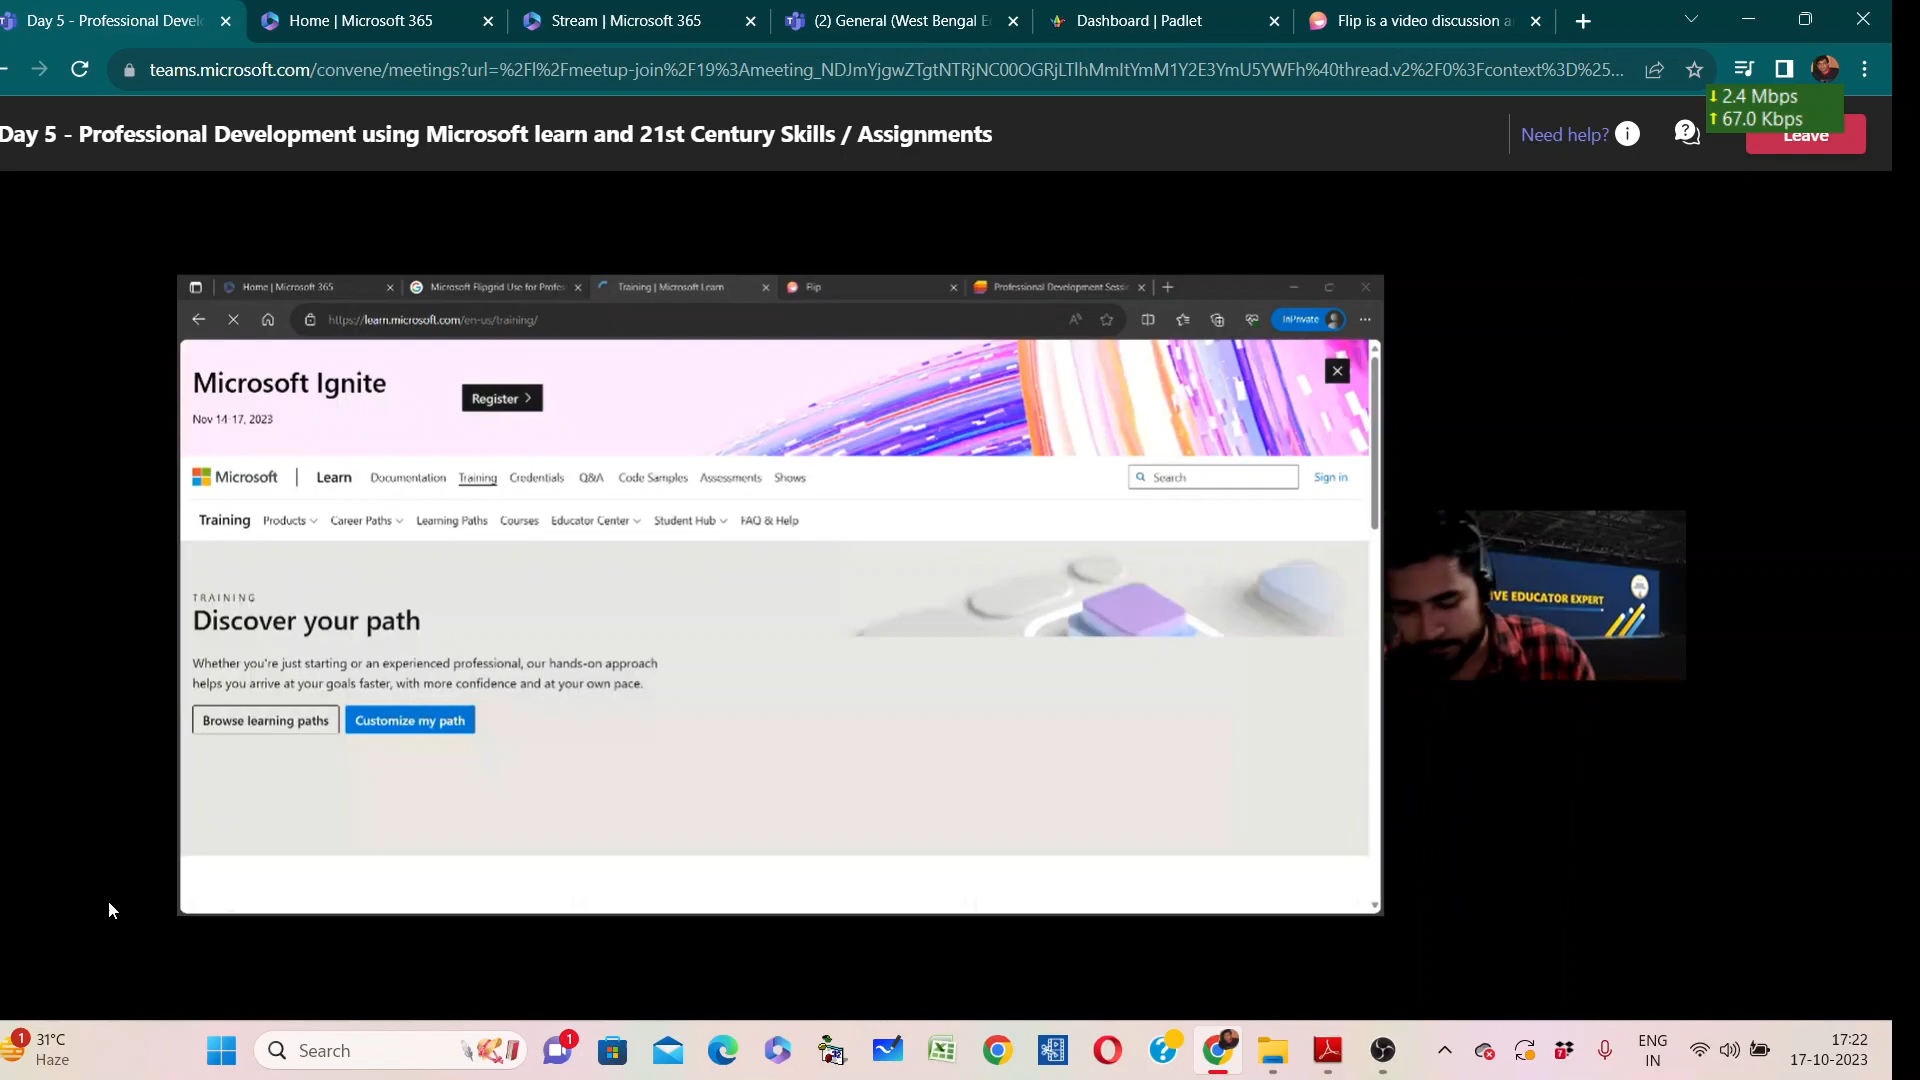 Day 5 - Professional Devel
Home | Microsoft 365
Stream | Microsoft 365
(2) General (West Bengal E
Dashboard | Padlet
Flip is a video discussion a
teams.microsoft.com/convene/meetings?url=%2Fl%2Fmeetup-join%2F19%3Ameeting_NDJmYjgwZTgtNTRjNC00OGRjLTlhMmItYmM1Y2E3YmU5YWFh%40thread.v2%2F0%3Fcontext%3D%25...
2.4 Mbps
67.0 Kbps
Day 5 - Professional Development using Microsoft learn and 21st Century Skills / Assignments
Need help?
Leave
Home | Microsoft 365
Microsoft Flipgrid Use for Profes
Training | Microsoft Learn
Flip
Professional Development Sessi
https://learn.microsoft.com/en-us/training/
InPrivate
Microsoft Ignite
Register >
Nov 14-17, 2023
Microsoft | Learn Documentation Training Credentials Q&A Code Samples Assessments Shows
Search
Sign in
Training Products Career Paths Learning Paths Courses Educator Center Student Hub FAQ & Help
TRAINING
Discover your path
Whether you're just starting or an experienced professional, our hands-on approach
helps you arrive at your goals faster, with more confidence and at your own pace.
Browse learning paths
Customize my path
IVE EDUCATOR EXPERT
1
31°C
Haze
Search
1
7
ENG
IN
17:22
17-10-2023